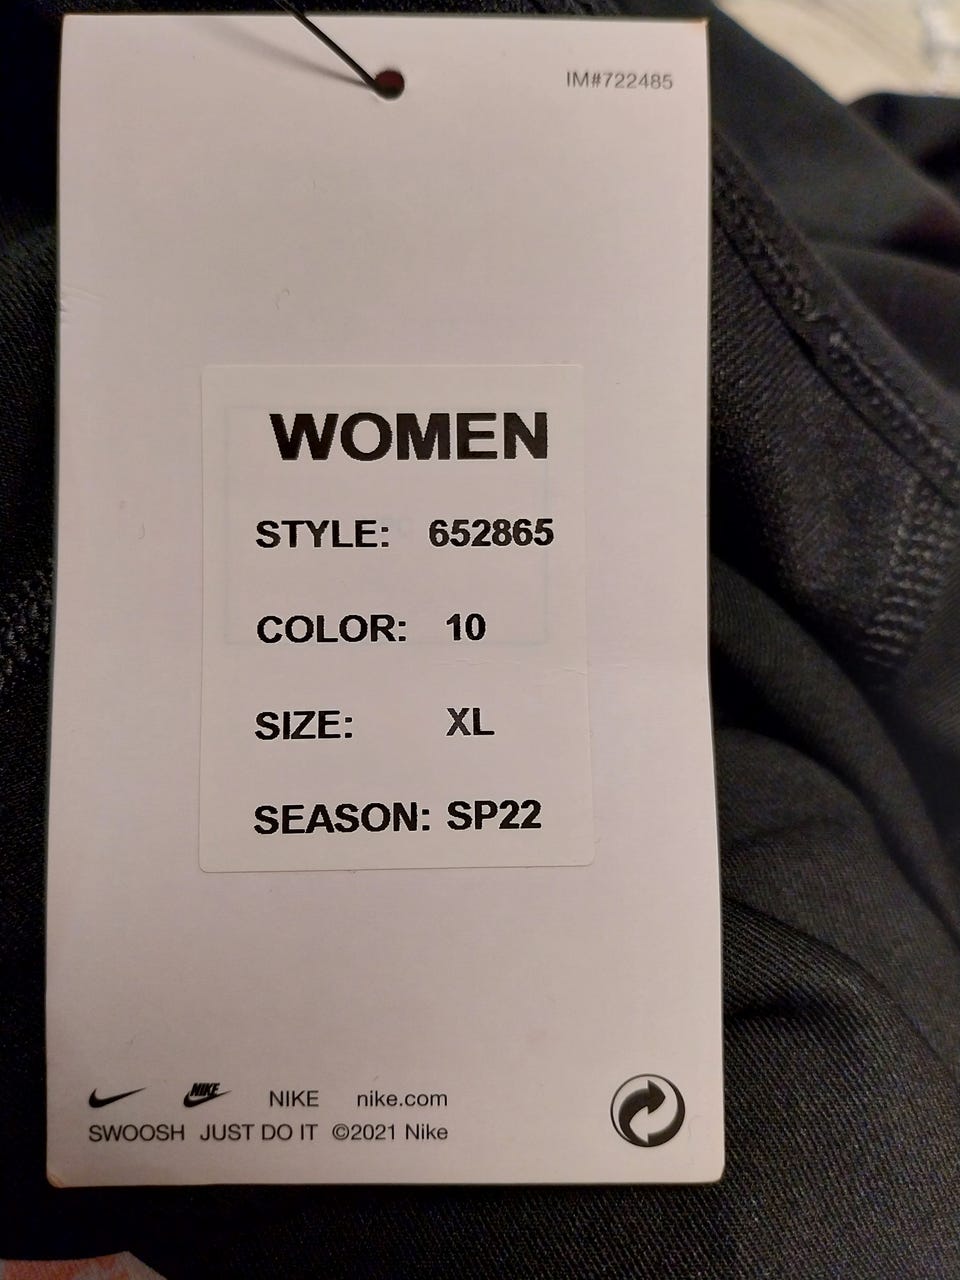 IM#722485
WOMEN
STYLE: 652865
COLOR: 10
SIZE: XL
SEASON: SP22
NIKE NIKE nike.com
SWOOSH JUST DO IT ©2021 Nike